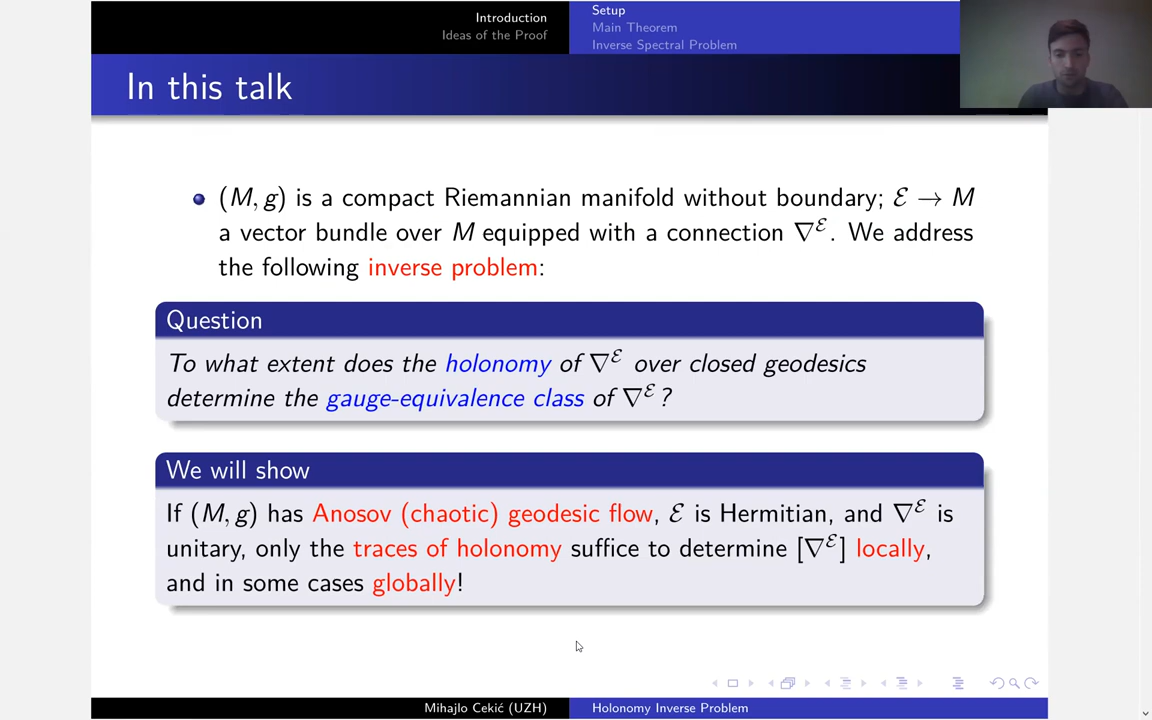 Introduction
Ideas of the Proof
Setup
Main Theorem
Inverse Spectral Problem
In this talk
(M, g) is a compact Riemannian manifold without boundary; ℰ → M
a vector bundle over M equipped with a connection ∇^ℰ. We address
the following inverse problem:
Question
To what extent does the holonomy of ∇^ℰ over closed geodesics
determine the gauge-equivalence class of ∇^ℰ?
We will show
If (M, g) has Anosov (chaotic) geodesic flow, ℰ is Hermitian, and ∇^ℰ is
unitary, only the traces of holonomy suffice to determine [∇^ℰ] locally,
and in some cases globally!
Mihajlo Cekić (UZH)
Holonomy Inverse Problem